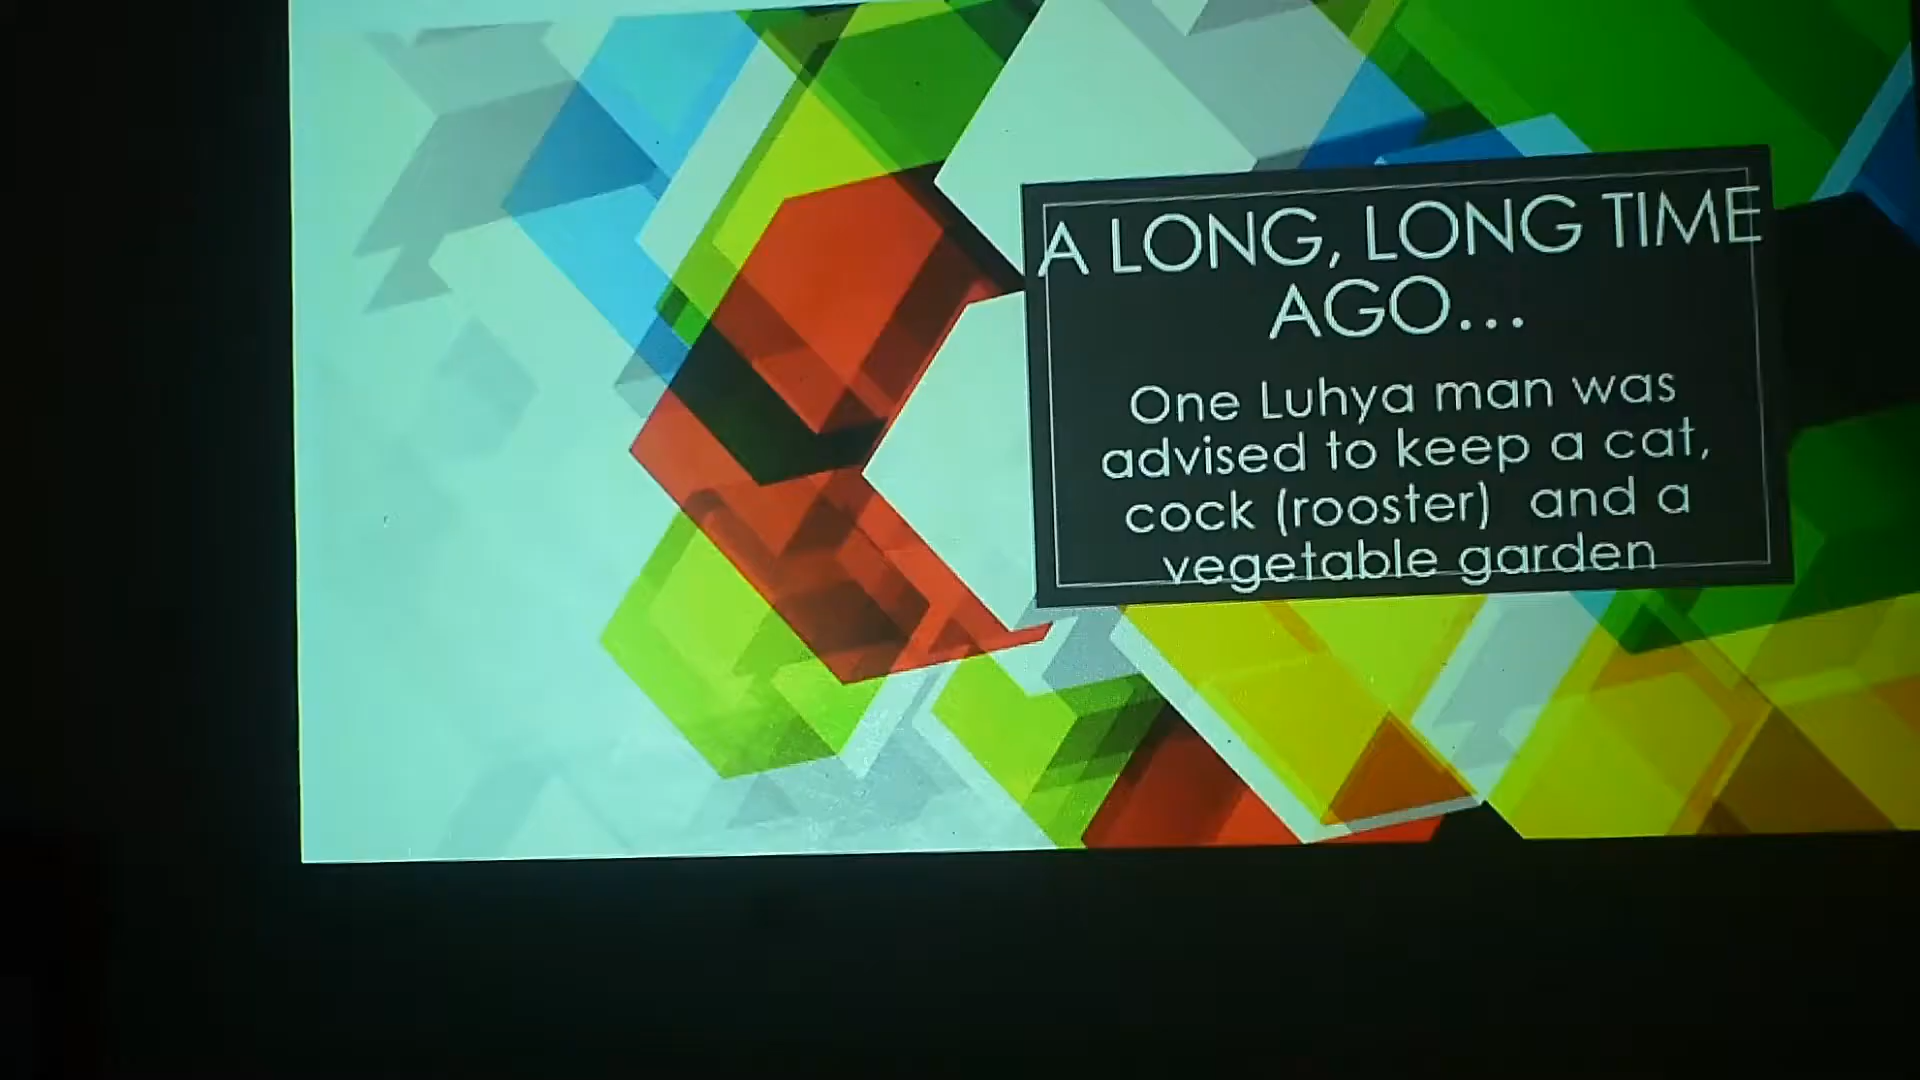 A LONG, LONG TIME
AGO...
One Luhya man was
advised to keep a cat,
cock (rooster) and a
vegetable garden